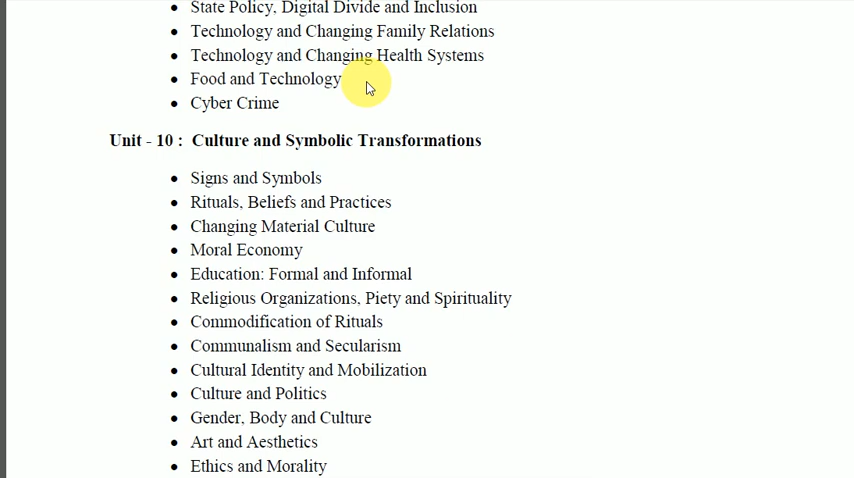 • State Policy, Digital Divide and Inclusion
• Technology and Changing Family Relations
• Technology and Changing Health Systems
• Food and Technology
• Cyber Crime
Unit - 10 : Culture and Symbolic Transformations
• Signs and Symbols
• Rituals, Beliefs and Practices
• Changing Material Culture
• Moral Economy
• Education: Formal and Informal
• Religious Organizations, Piety and Spirituality
• Commodification of Rituals
• Communalism and Secularism
• Cultural Identity and Mobilization
• Culture and Politics
• Gender, Body and Culture
• Art and Aesthetics
• Ethics and Morality